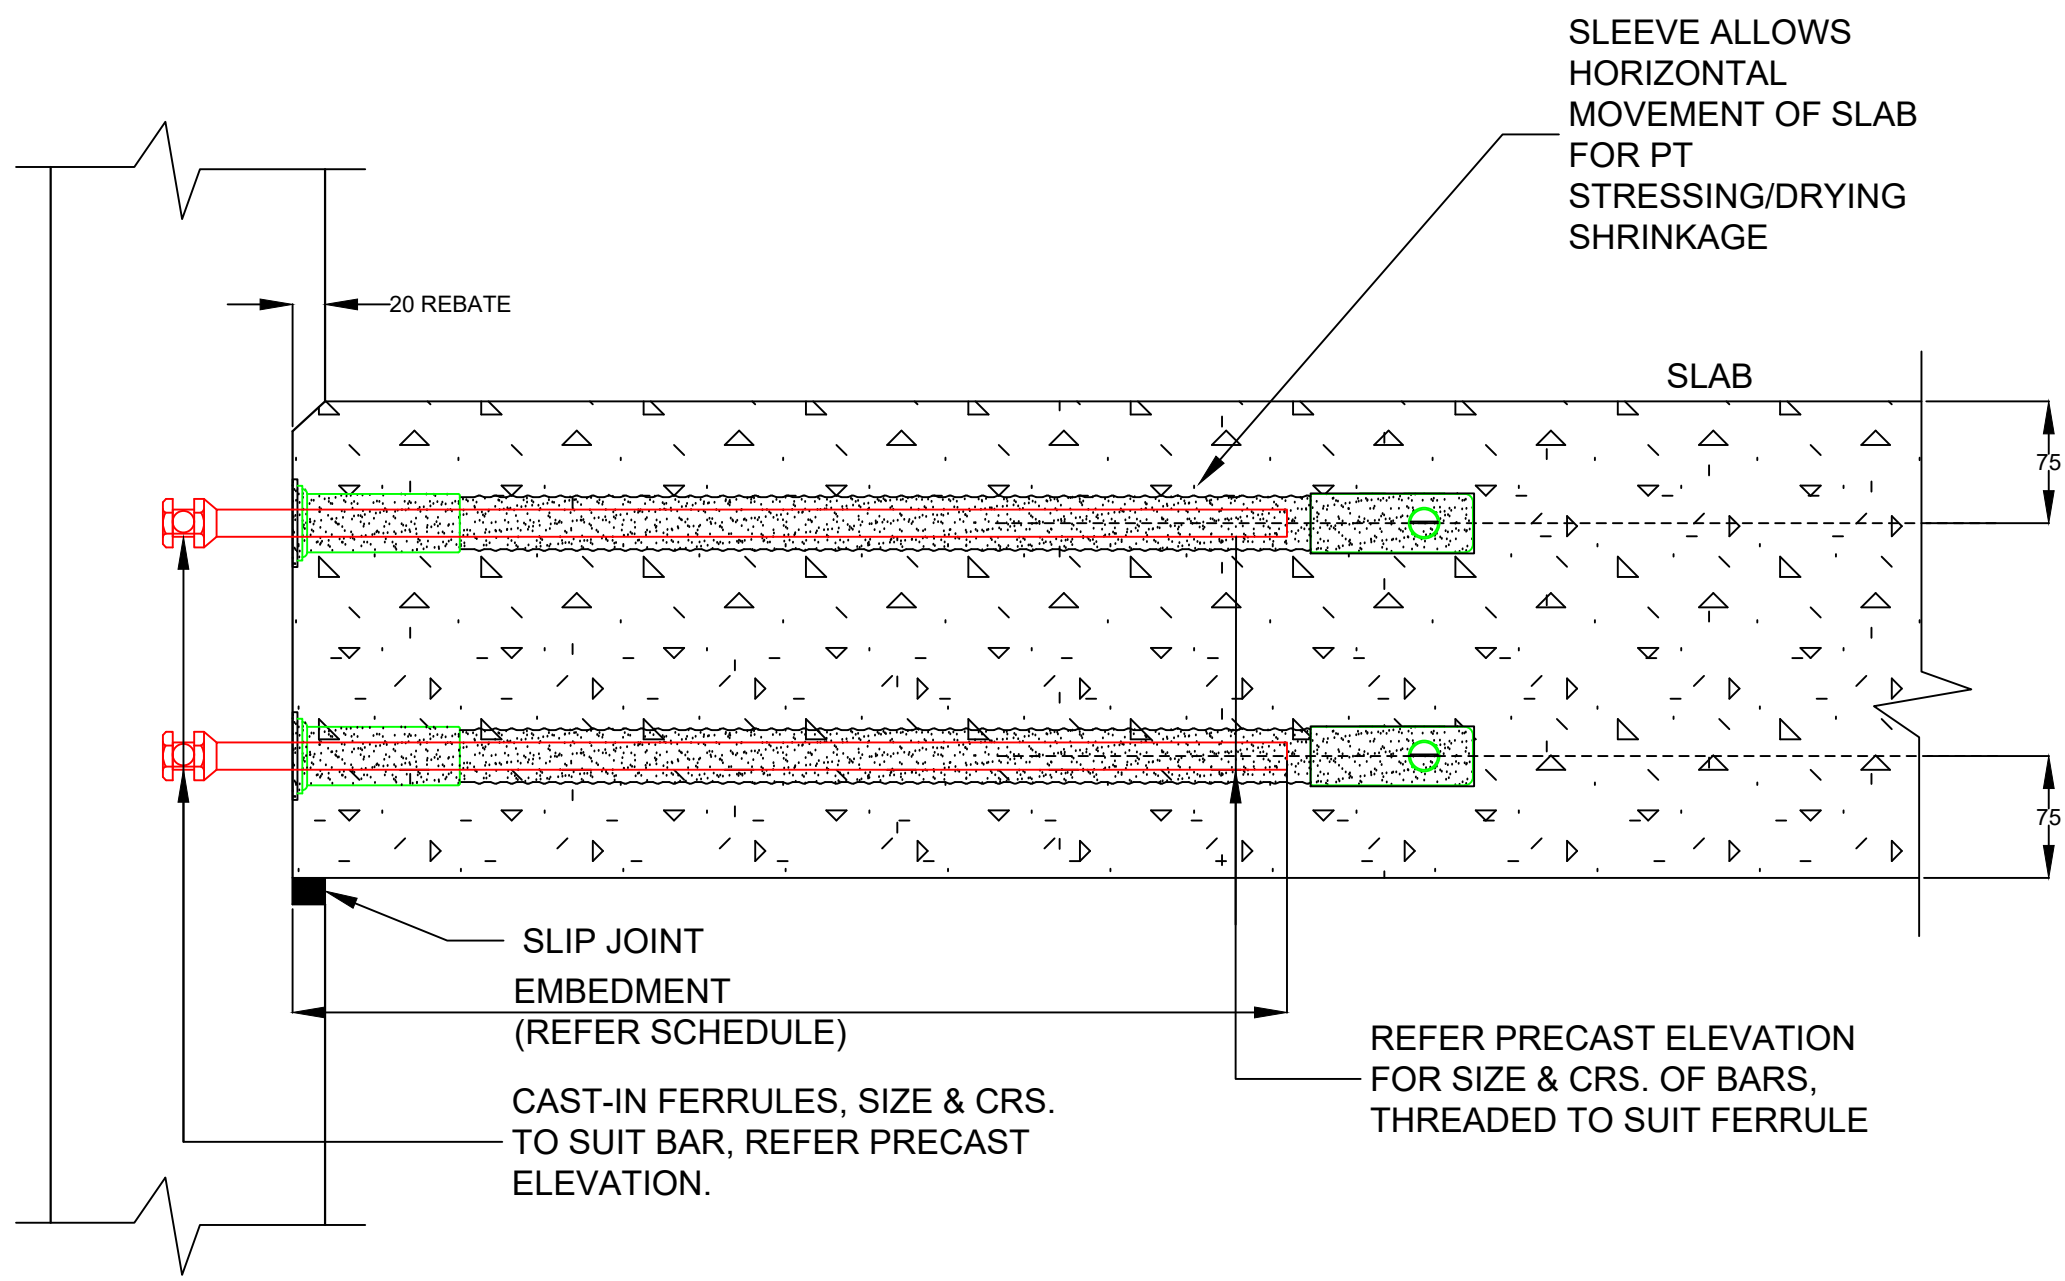 SLEEVE ALLOWS
HORIZONTAL
MOVEMENT OF SLAB
FOR PT
STRESSING/DRYING
SHRINKAGE
20 REBATE
SLAB
75
75
SLIP JOINT
EMBEDMENT
(REFER SCHEDULE)
CAST-IN FERRULES, SIZE & CRS.
TO SUIT BAR, REFER PRECAST
ELEVATION.
REFER PRECAST ELEVATION
FOR SIZE & CRS. OF BARS,
THREADED TO SUIT FERRULE